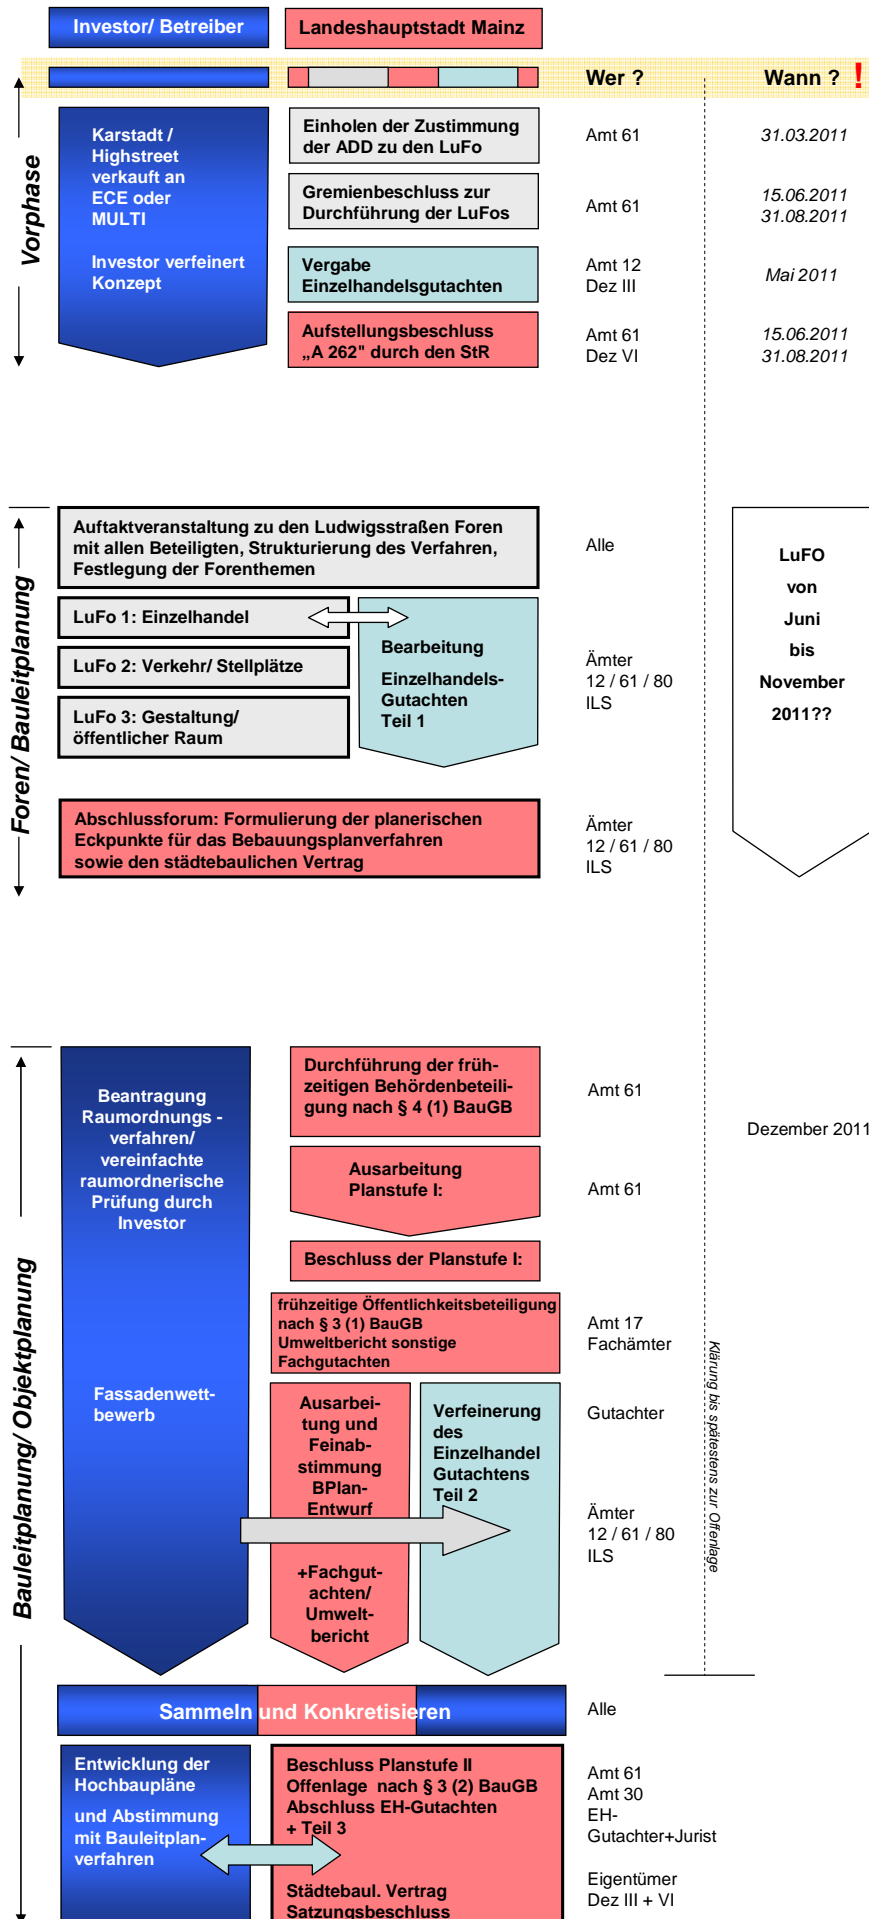 Investor/ Betreiber
Landeshauptstadt Mainz
Wer ?
Wann ? !
Vorphase
Karstadt /
Highstreet
verkauft an
ECE oder
MULTI
Investor verfeinert
Konzept
Einholen der Zustimmung
der ADD zu den LuFo
Amt 61
31.03.2011
Gremienbeschluss zur
Durchführung der LuFos
Amt 61
15.06.2011
31.08.2011
Vergabe
Einzelhandelsgutachten
Amt 12
Dez III
Mai 2011
Aufstellungsbeschluss
„A 262" durch den StR
Amt 61
Dez VI
15.06.2011
31.08.2011
Foren/ Bauleitplanung
Auftaktveranstaltung zu den Ludwigsstraßen Foren
mit allen Beteiligten, Strukturierung des Verfahren,
Festlegung der Forenthemen
Alle
LuFo 1: Einzelhandel
LuFo 2: Verkehr/ Stellplätze
LuFo 3: Gestaltung/
öffentlicher Raum
Bearbeitung
Einzelhandels-
Gutachten
Teil 1
Ämter
12 / 61 / 80
ILS
LuFO
von
Juni
bis
November
2011??
Abschlussforum: Formulierung der planerischen
Eckpunkte für das Bebauungsplanverfahren
sowie den städtebaulichen Vertrag
Ämter
12 / 61 / 80
ILS
Bauleitplanung/ Objektplanung
Beantragung
Raumordnungs -
verfahren/
vereinfachte
raumordnerische
Prüfung durch
Investor
Fassadenwett-
bewerb
Durchführung der früh-
zeitigen Behördenbeteili-
gung nach § 4 (1) BauGB
Amt 61
Dezember 2011
Ausarbeitung
Planstufe I:
Amt 61
Beschluss der Planstufe I:
frühzeitige Öffentlichkeitsbeteiligung
nach § 3 (1) BauGB
Umweltbericht sonstige
Fachgutachten
Amt 17
Fachämter
Klärung bis spätestens zur Offenlage
Ausarbei-
tung und
Feinab-
stimmung
BPlan-
Entwurf
+Fachgut-
achten/
Umwelt-
bericht
Verfeinerung
des
Einzelhandel
Gutachtens
Teil 2
Gutachter
Ämter
12 / 61 / 80
ILS
Sammeln und Konkretisieren
Alle
Entwicklung der
Hochbaupläne
und Abstimmung
mit Bauleitplan-
verfahren
Beschluss Planstufe II
Offenlage nach § 3 (2) BauGB
Abschluss EH-Gutachten
+ Teil 3
Städtebaul. Vertrag
Satzungsbeschluss
Amt 61
Amt 30
EH-
Gutachter+Jurist
Eigentümer
Dez III + VI